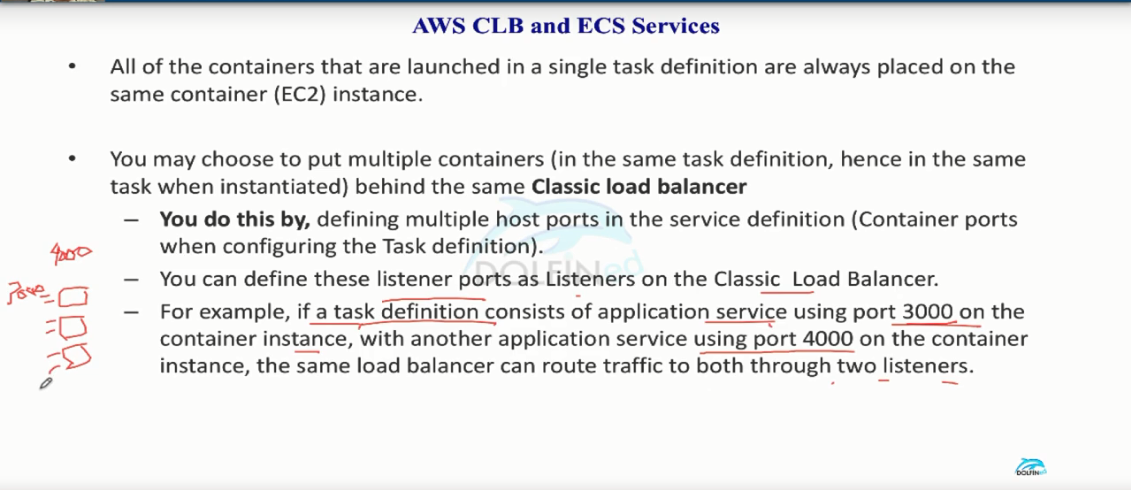 AWS CLB and ECS Services
• All of the containers that are launched in a single task definition are always placed on the
same container (EC2) instance.
• You may choose to put multiple containers (in the same task definition, hence in the same
task when instantiated) behind the same Classic load balancer
– You do this by, defining multiple host ports in the service definition (Container ports
when configuring the Task definition).
– You can define these listener ports as Listeners on the Classic Load Balancer.
– For example, if a task definition consists of application service using port 3000 on the
container instance, with another application service using port 4000 on the container
instance, the same load balancer can route traffic to both through two listeners.
4000
3000
DOLFINed
DOLFINed